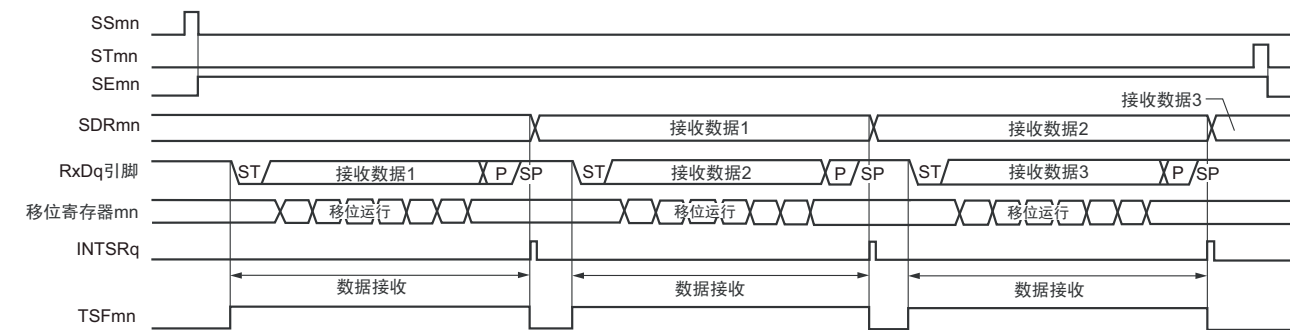 SSmn
STmn
SEmn
接收数据3
SDRmn 接收数据1 接收数据2
RxDq引脚 ST 接收数据1 P SP ST 接收数据2 P SP ST 接收数据3 P SP
移位寄存器mn 移位运行 移位运行 移位运行
INTSRq
数据接收 数据接收 数据接收
TSFmn